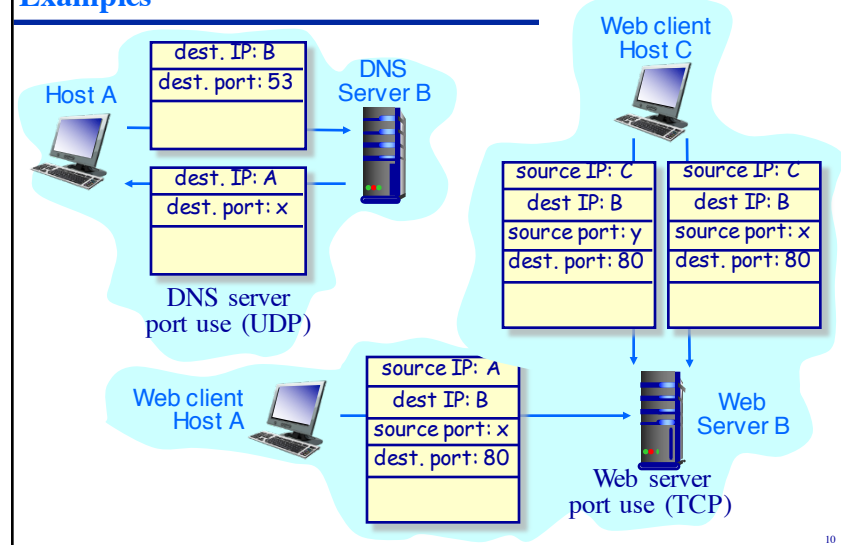 Examples
dest. IP: B
dest. port: 53
Host A
DNS
Server B
dest. IP: A
dest. port: x
DNS server
port use (UDP)
Web client
Host C
source IP: C
dest IP: B
source port: y
dest. port: 80
source IP: C
dest IP: B
source port: x
dest. port: 80
Web client
Host A
source IP: A
dest IP: B
source port: x
dest. port: 80
Web
Server B
Web server
port use (TCP)
10